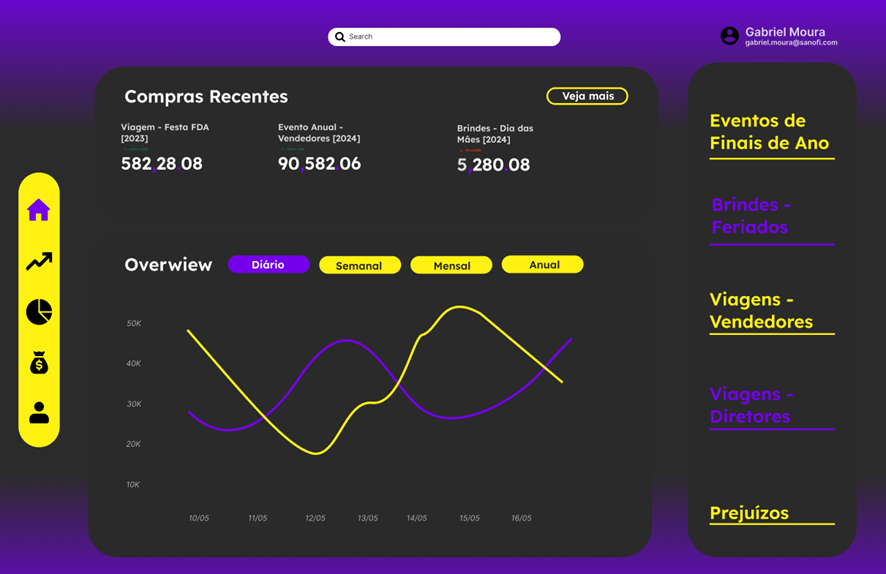 Search
Gabriel Moura
gabriel.moura@sanofi.com
Compras Recentes
Veja mais
Viagem - Festa FDA
[2023]
582,28.08
Evento Anual -
Vendedores [2024]
90,582.06
Brindes - Dia das
Mães [2024]
5,280.08
Overwiew
Diário
Semanal
Mensal
Anual
50K
40K
30K
20K
10K
10/05
11/05
12/05
13/05
14/05
15/05
16/05
Eventos de
Finais de Ano
Brindes -
Feriados
Viagens -
Vendedores
Viagens -
Diretores
Prejuízos